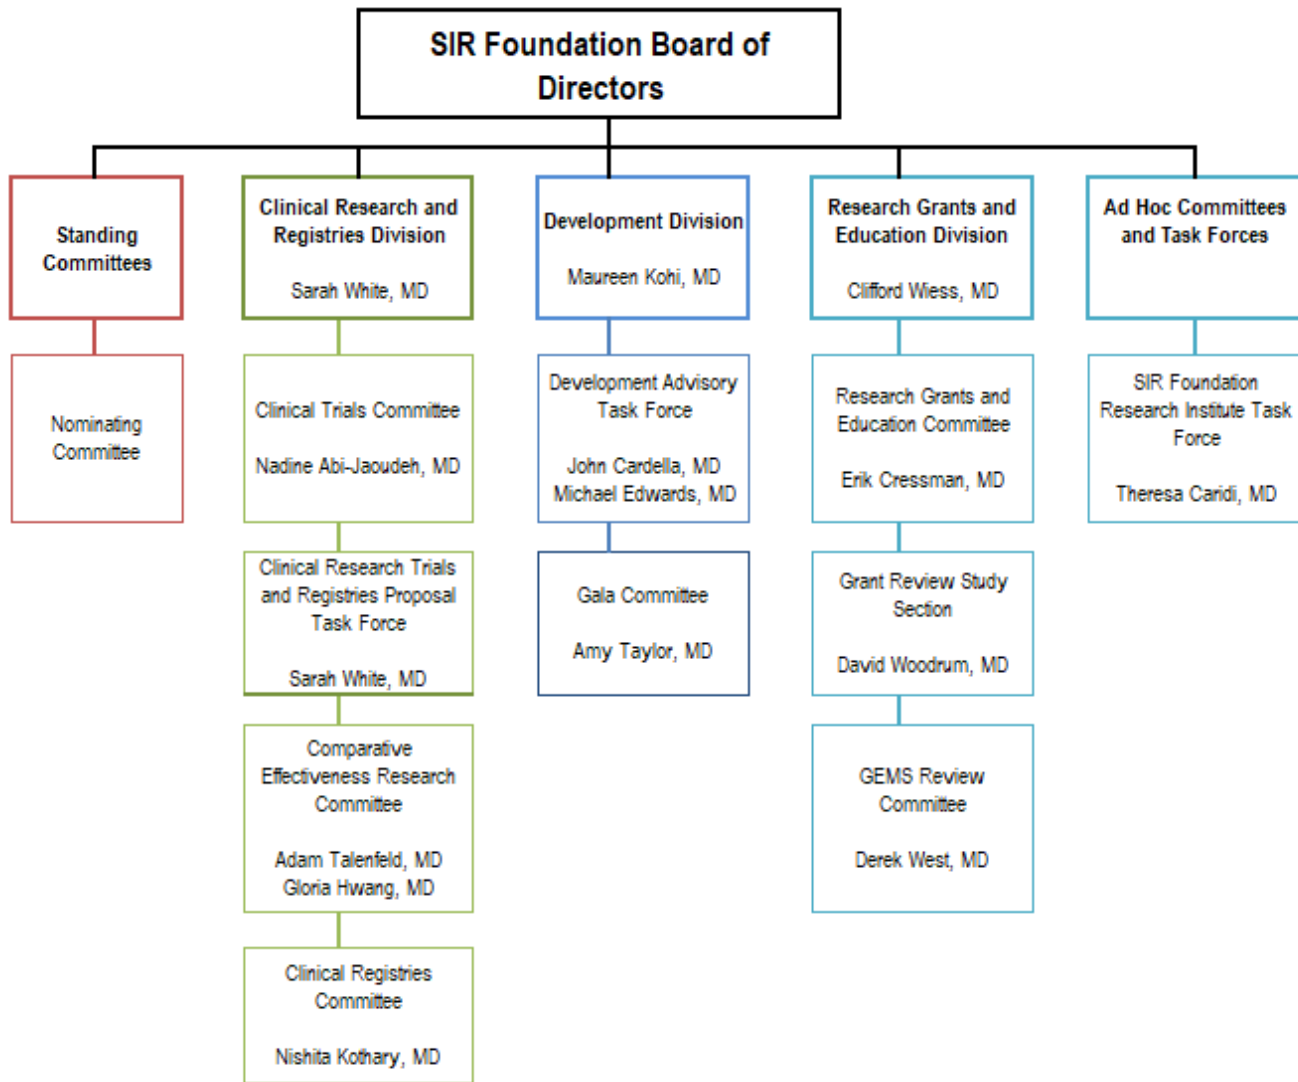 SIR Foundation Board of
Directors
Standing
Committees
Nominating
Committee
Clinical Research and
Registries Division
Sarah White, MD
Clinical Trials Committee
Nadine Abi-Jaoudeh, MD
Clinical Research Trials
and Registries Proposal
Task Force
Sarah White, MD
Comparative
Effectiveness Research
Committee
Adam Talenfeld, MD
Gloria Hwang, MD
Clinical Registries
Committee
Nishita Kothary, MD
Development Division
Maureen Kohi, MD
Development Advisory
Task Force
John Cardella, MD
Michael Edwards, MD
Gala Committee
Amy Taylor, MD
Research Grants and
Education Division
Clifford Wiess, MD
Research Grants and
Education Committee
Erik Cressman, MD
Grant Review Study
Section
David Woodrum, MD
GEMS Review
Committee
Derek West, MD
Ad Hoc Committees
and Task Forces
SIR Foundation
Research Institute Task
Force
Theresa Caridi, MD